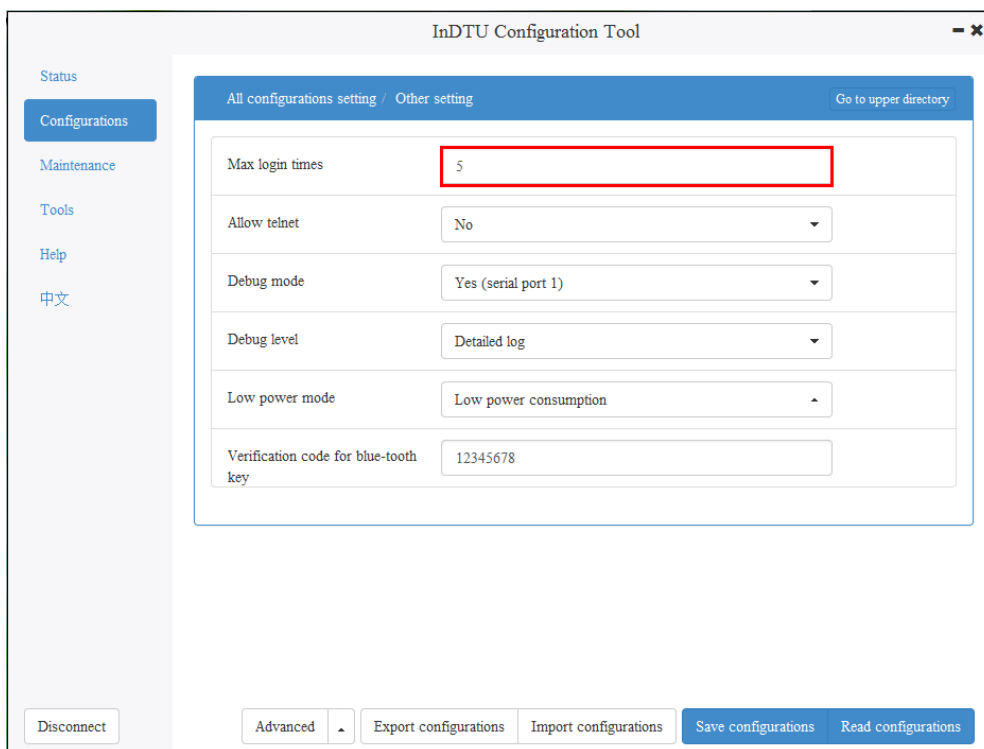 InDTU Configuration Tool
Status
Configurations
Maintenance
Tools
Help
中文
All configurations setting / Other setting
Go to upper directory
Max login times
5
Allow telnet
No
Debug mode
Yes (serial port 1)
Debug level
Detailed log
Low power mode
Low power consumption
Verification code for blue-tooth
key
12345678
Disconnect
Advanced
Export configurations
Import configurations
Save configurations
Read configurations